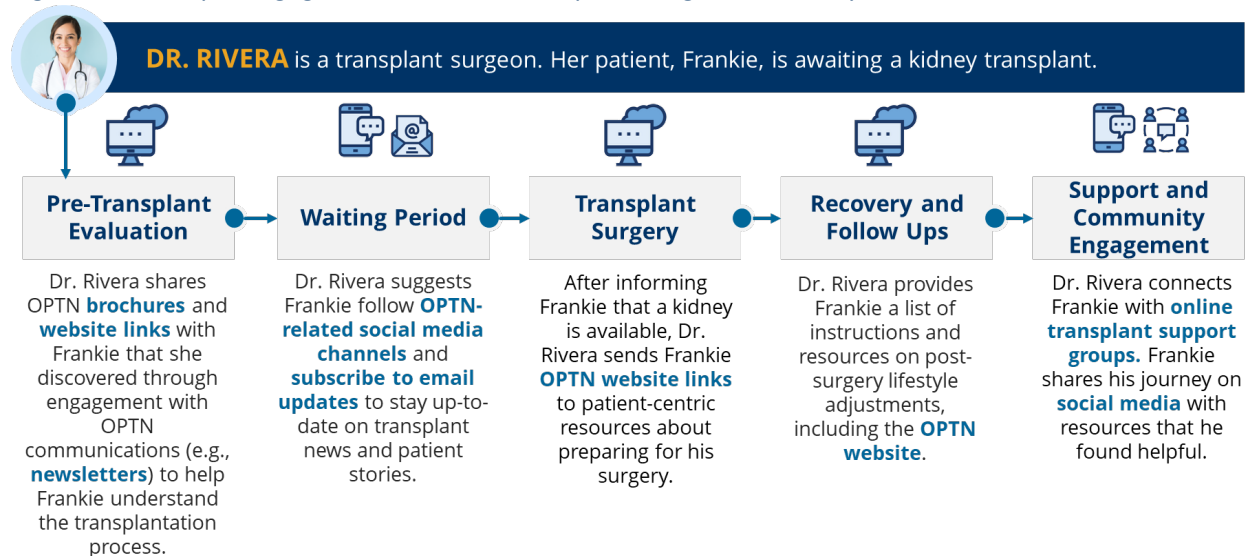 DR. RIVERA is a transplant surgeon. Her patient, Frankie, is awaiting a kidney transplant.
Pre-Transplant
Evaluation
Dr. Rivera shares
OPTN brochures and
website links with
Frankie that she
discovered through
engagement with
OPTN
communications (e.g.,
newsletters) to help
Frankie understand
the transplantation
process.
Waiting Period
Dr. Rivera suggests
Frankie follow OPTN-
related social media
channels and
subscribe to email
updates to stay up-to-
date on transplant
news and patient
stories.
Transplant
Surgery
After informing
Frankie that a kidney
is available, Dr.
Rivera sends Frankie
OPTN website links
to patient-centric
resources about
preparing for his
surgery.
Recovery and
Follow Ups
Dr. Rivera provides
Frankie a list of
instructions and
resources on post-
surgery lifestyle
adjustments,
including the OPTN
website.
Support and
Community
Engagement
Dr. Rivera connects
Frankie with online
transplant support
groups. Frankie
shares his journey on
social media with
resources that he
found helpful.